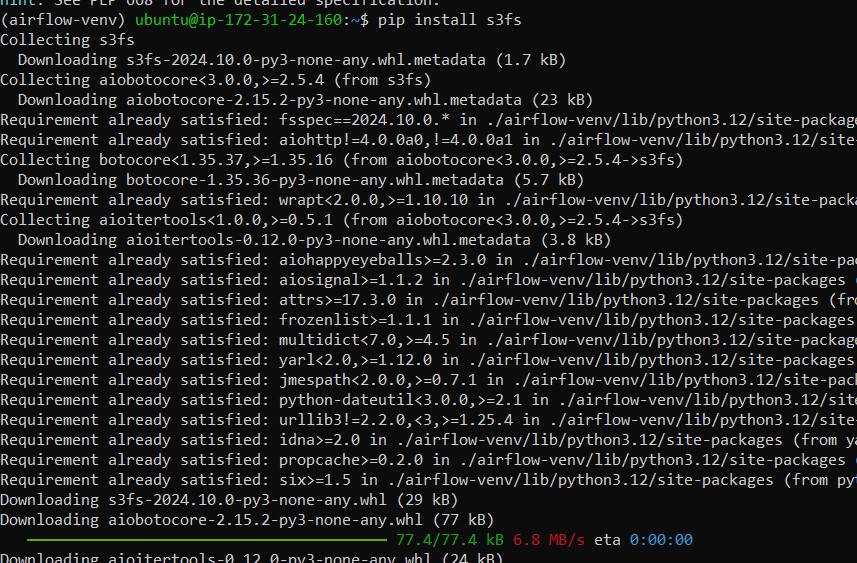 hint: See PEP 668 for the detailed specification.
(airflow-venv) ubuntu@ip-172-31-24-160:~$ pip install s3fs
Collecting s3fs
  Downloading s3fs-2024.10.0-py3-none-any.whl.metadata (1.7 kB)
Collecting aiobotocore<3.0.0,>=2.5.4 (from s3fs)
  Downloading aiobotocore-2.15.2-py3-none-any.whl.metadata (23 kB)
Requirement already satisfied: fsspec==2024.10.0.* in ./airflow-venv/lib/python3.12/site-package
Requirement already satisfied: aiohttp!=4.0.0a0,!=4.0.0a1 in ./airflow-venv/lib/python3.12/site-
Collecting botocore<1.35.37,>=1.35.16 (from aiobotocore<3.0.0,>=2.5.4->s3fs)
  Downloading botocore-1.35.36-py3-none-any.whl.metadata (5.7 kB)
Requirement already satisfied: wrapt<2.0.0,>=1.10.10 in ./airflow-venv/lib/python3.12/site-packa
Collecting aioitertools<1.0.0,>=0.5.1 (from aiobotocore<3.0.0,>=2.5.4->s3fs)
  Downloading aioitertools-0.12.0-py3-none-any.whl.metadata (3.8 kB)
Requirement already satisfied: aiohappyeyeballs>=2.3.0 in ./airflow-venv/lib/python3.12/site-pac
Requirement already satisfied: aiosignal>=1.1.2 in ./airflow-venv/lib/python3.12/site-packages (
Requirement already satisfied: attrs>=17.3.0 in ./airflow-venv/lib/python3.12/site-packages (fro
Requirement already satisfied: frozenlist>=1.1.1 in ./airflow-venv/lib/python3.12/site-packages
Requirement already satisfied: multidict<7.0,>=4.5 in ./airflow-venv/lib/python3.12/site-package
Requirement already satisfied: yarl<2.0,>=1.12.0 in ./airflow-venv/lib/python3.12/site-packages
Requirement already satisfied: jmespath<2.0.0,>=0.7.1 in ./airflow-venv/lib/python3.12/site-pack
Requirement already satisfied: python-dateutil<3.0.0,>=2.1 in ./airflow-venv/lib/python3.12/site
Requirement already satisfied: urllib3!=2.2.0,<3,>=1.25.4 in ./airflow-venv/lib/python3.12/site-
Requirement already satisfied: idna>=2.0 in ./airflow-venv/lib/python3.12/site-packages (from ya
Requirement already satisfied: propcache>=0.2.0 in ./airflow-venv/lib/python3.12/site-packages (
Requirement already satisfied: six>=1.5 in ./airflow-venv/lib/python3.12/site-packages (from pyt
Downloading s3fs-2024.10.0-py3-none-any.whl (29 kB)
Downloading aiobotocore-2.15.2-py3-none-any.whl (77 kB)
77.4/77.4 kB 6.8 MB/s eta 0:00:00
Downloading aioitertools-0.12.0-py3-none-any.whl (24 kB)